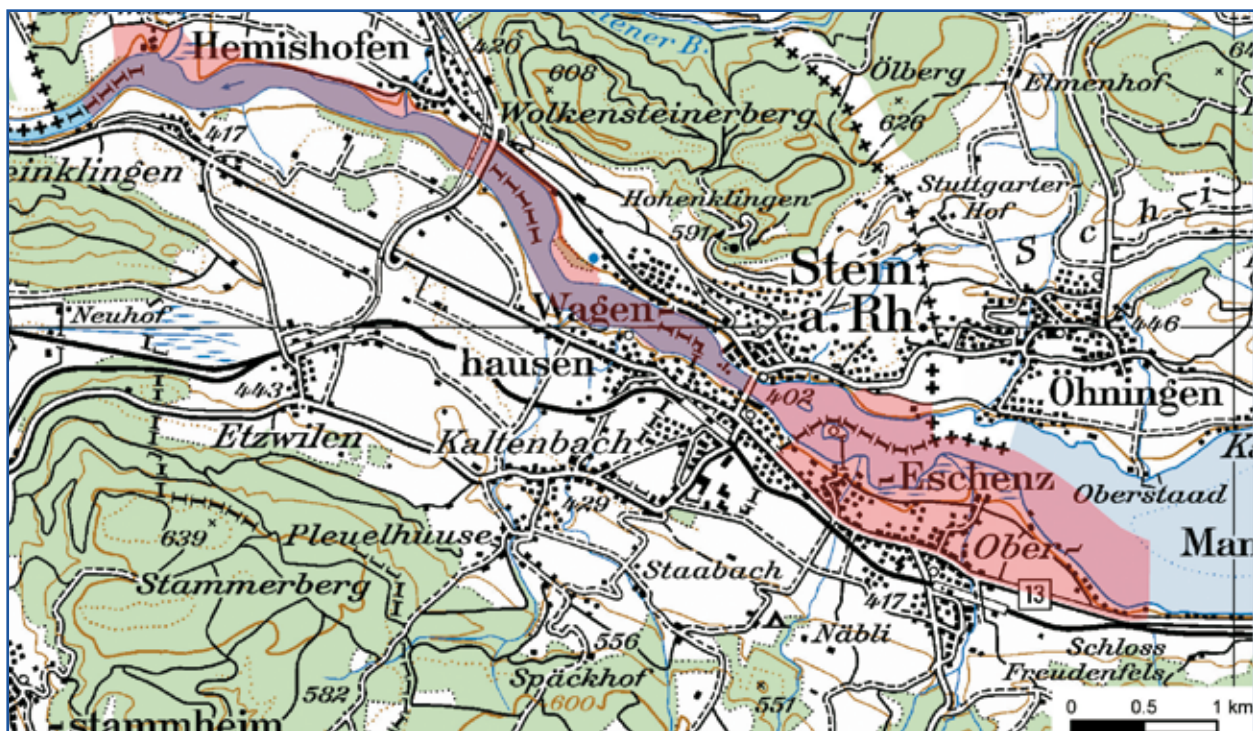 Hemishofen
420
608
Ölberg
Elmenhof
Wolkensteinerberg
626
417
Hohenklingen
591
Stuttgarter-
Hof
S c h i
Stein
a. Rh.
Wagen-
hausen
Neuhof
446
402
Öhningen
443
Etzwilen
Kaltenbach
-Eschenz
Oberstaad
429
639
Pleuelhuuse
Ober-
Stammerberg
Staabach
13
417
Näbli
556
Schloss
Freudenfels
582
Späckhof
600
551
-stammheim
0 0.5 1 km